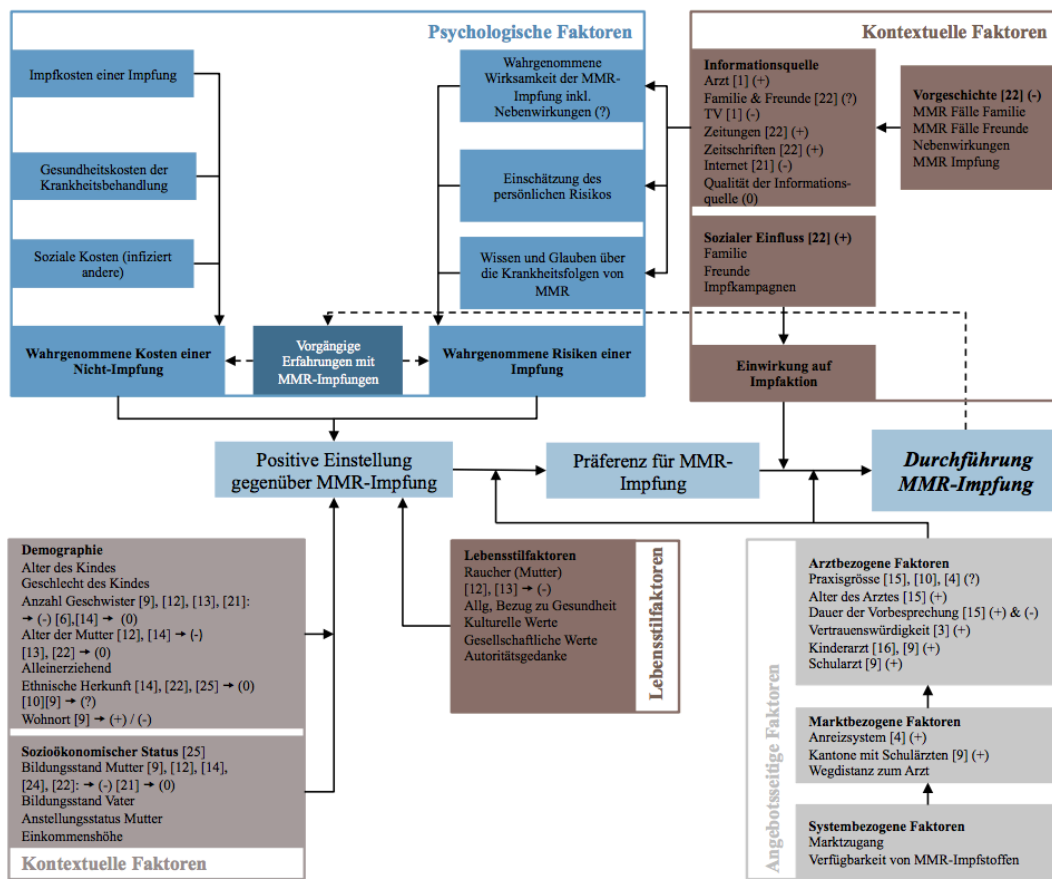 Psychologische Faktoren
Impfkosten einer Impfung
Gesundheitskosten der
Krankheitsbehandlung
Soziale Kosten (infiziert
andere)
Wahrgenommene
Wirksamkeit der MMR-
Impfung inkl.
Nebenwirkungen (?)
Einschätzung des
persönlichen Risikos
Wissen und Glauben über
die Krankheitsfolgen von
MMR
Wahrgenommene Kosten einer
Nicht-Impfung
Vorgängige
Erfahrungen mit
MMR-Impfungen
Wahrgenommene Risiken einer
Impfung
Kontextuelle Faktoren
Informationsquelle
Arzt [1] (+)
Familie & Freunde [22] (?)
TV [1] (-)
Zeitungen [22] (+)
Zeitschriften [22] (+)
Internet [21] (-)
Qualität der Informations-
quelle (0)
Vorgeschichte [22] (-)
MMR Fälle Familie
MMR Fälle Freunde
Nebenwirkungen
MMR Impfung
Sozialer Einfluss [22] (+)
Familie
Freunde
Impfkampagnen
Einwirkung auf
Impfaktion
Positive Einstellung
gegenüber MMR-Impfung
Präferenz für MMR-
Impfung
Durchführung
MMR-Impfung
Demographie
Alter des Kindes
Geschlecht des Kindes
Anzahl Geschwister [9], [12], [13], [21]:
→ (-) [6],[14] → (0)
Alter der Mutter [12], [14] → (-)
[13], [22] → (0)
Alleinerziehend
Ethnische Herkunft [14], [22], [25] → (0)
[10][9] → (?)
Wohnort [9] → (+) / (-)
Sozioökonomischer Status [25]
Bildungsstand Mutter [9], [12], [14],
[24], [22]: → (-) [21] → (0)
Bildungsstand Vater
Anstellungsstatus Mutter
Einkommenshöhe
Kontextuelle Faktoren
Lebensstilfaktoren
Raucher (Mutter)
[12], [13] → (-)
Allg, Bezug zu Gesundheit
Kulturelle Werte
Gesellschaftliche Werte
Autoritätsgedanke
Lebensstilfaktoren
Angebotsseitige Faktoren
Arztbezogene Faktoren
Praxisgrösse [15], [10], [4] (?)
Alter des Arztes [15] (+)
Dauer der Vorbesprechung [15] (+) & (-)
Vertrauenswürdigkeit [3] (+)
Kinderarzt [16], [9] (+)
Schularzt [9] (+)
Marktbezogene Faktoren
Anreizsystem [4] (+)
Kantone mit Schulärzten [9] (+)
Wegdistanz zum Arzt
Systembezogene Faktoren
Marktzugang
Verfügbarkeit von MMR-Impfstoffen